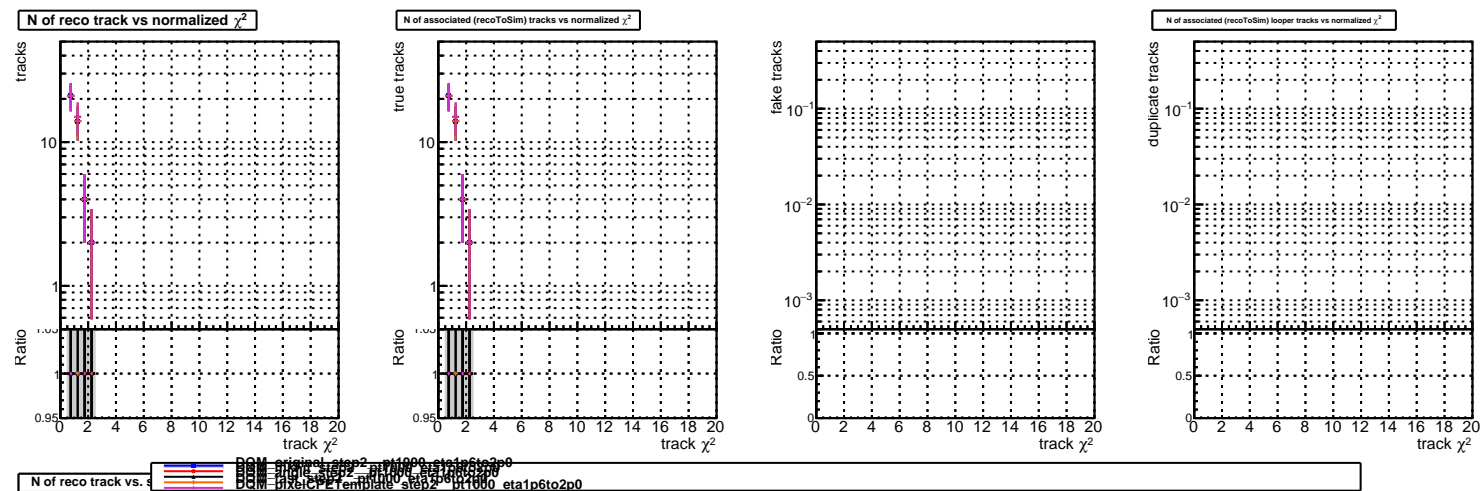 N of reco track vs normalized χ²
tracks
10
1
1.05
Ratio
1
0.95
0 2 4 6 8 10 12 14 16 18 20
track χ²
N of associated (recoToSim) tracks vs normalized χ²
true tracks
10
1
1.05
Ratio
1
0.95
0 2 4 6 8 10 12 14 16 18 20
track χ²
fake tracks
10⁻¹
10⁻²
10⁻³
Ratio
1
0.5
0
0 2 4 6 8 10 12 14 16 18 20
track χ²
N of associated (recoToSim) looper tracks vs normalized χ²
duplicate tracks
10⁻¹
10⁻²
10⁻³
Ratio
1
0.5
0
0 2 4 6 8 10 12 14 16 18 20
track χ²
N of reco track vs. s
DQM_original_step2__pt1000_eta1p6to2p0
DQM_angle_step2__pt1000_eta1p6to2p0
DQM_pixelCPETemplate_step2__pt1000_eta1p6to2p0